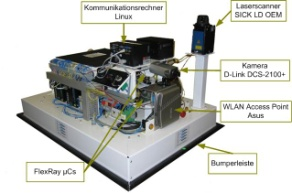 Kommunikationsrechner
Linux
Laserscanner
SICK LD OEM
Kamera
D-Link DCS-2100+
WLAN Access Point
Asus
FlexRay µCs
Bumperleiste